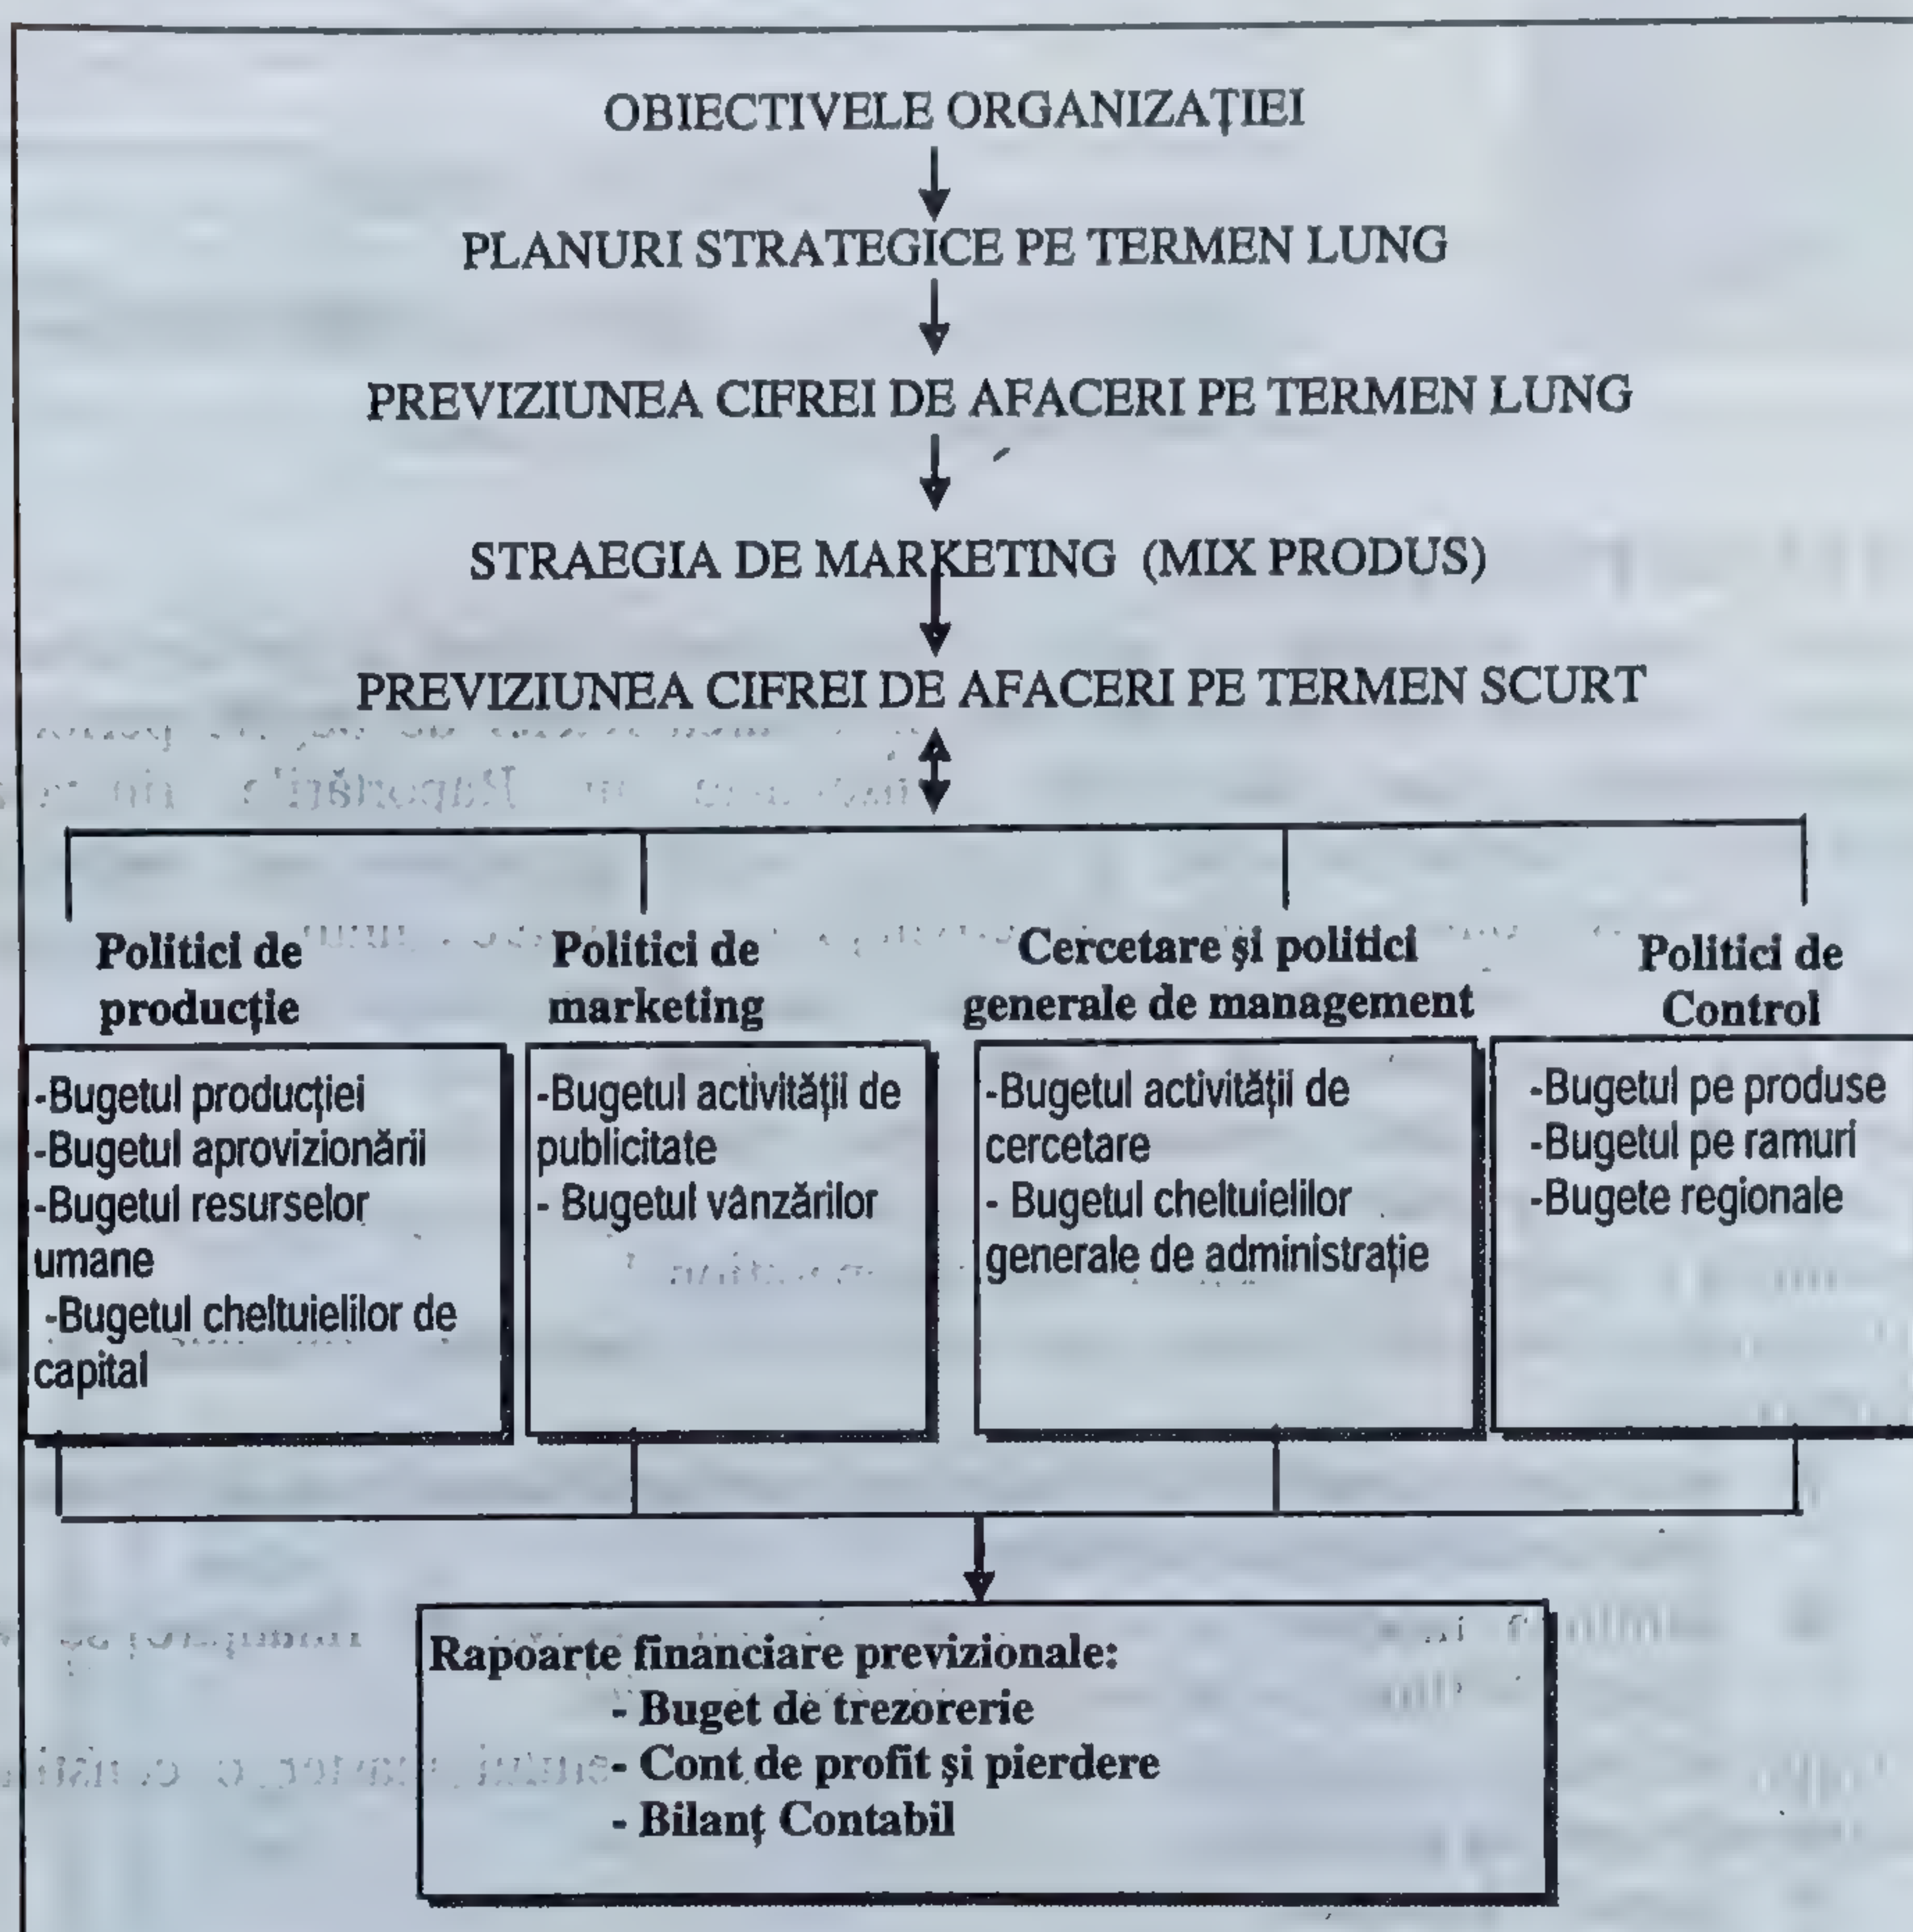 OBIECTIVELE ORGANIZAȚIEI
PLANURI STRATEGICE PE TERMEN LUNG
PREVIZIUNEA CIFREI DE AFACERI PE TERMEN LUNG
STRAEGIA DE MARKETING (MIX PRODUS)
PREVIZIUNEA CIFREI DE AFACERI PE TERMEN SCURT
Politici de
producție
-Bugetul producției
-Bugetul aprovizionării
-Bugetul resurselor
umane
-Bugetul cheltuielilor de
capital
Politici de
marketing
-Bugetul activității de
publicitate
- Bugetul vânzărilor
Cercetare și politici
generale de management
-Bugetul activității de
cercetare
- Bugetul cheltuielilor
generale de administrație
Politici de
Control
-Bugetul pe produse
-Bugetul pe ramuri
-Bugete regionale
Rapoarte financiare previzionale:
- Buget de trezorerie
- Cont de profit și pierdere
- Bilanț Contabil